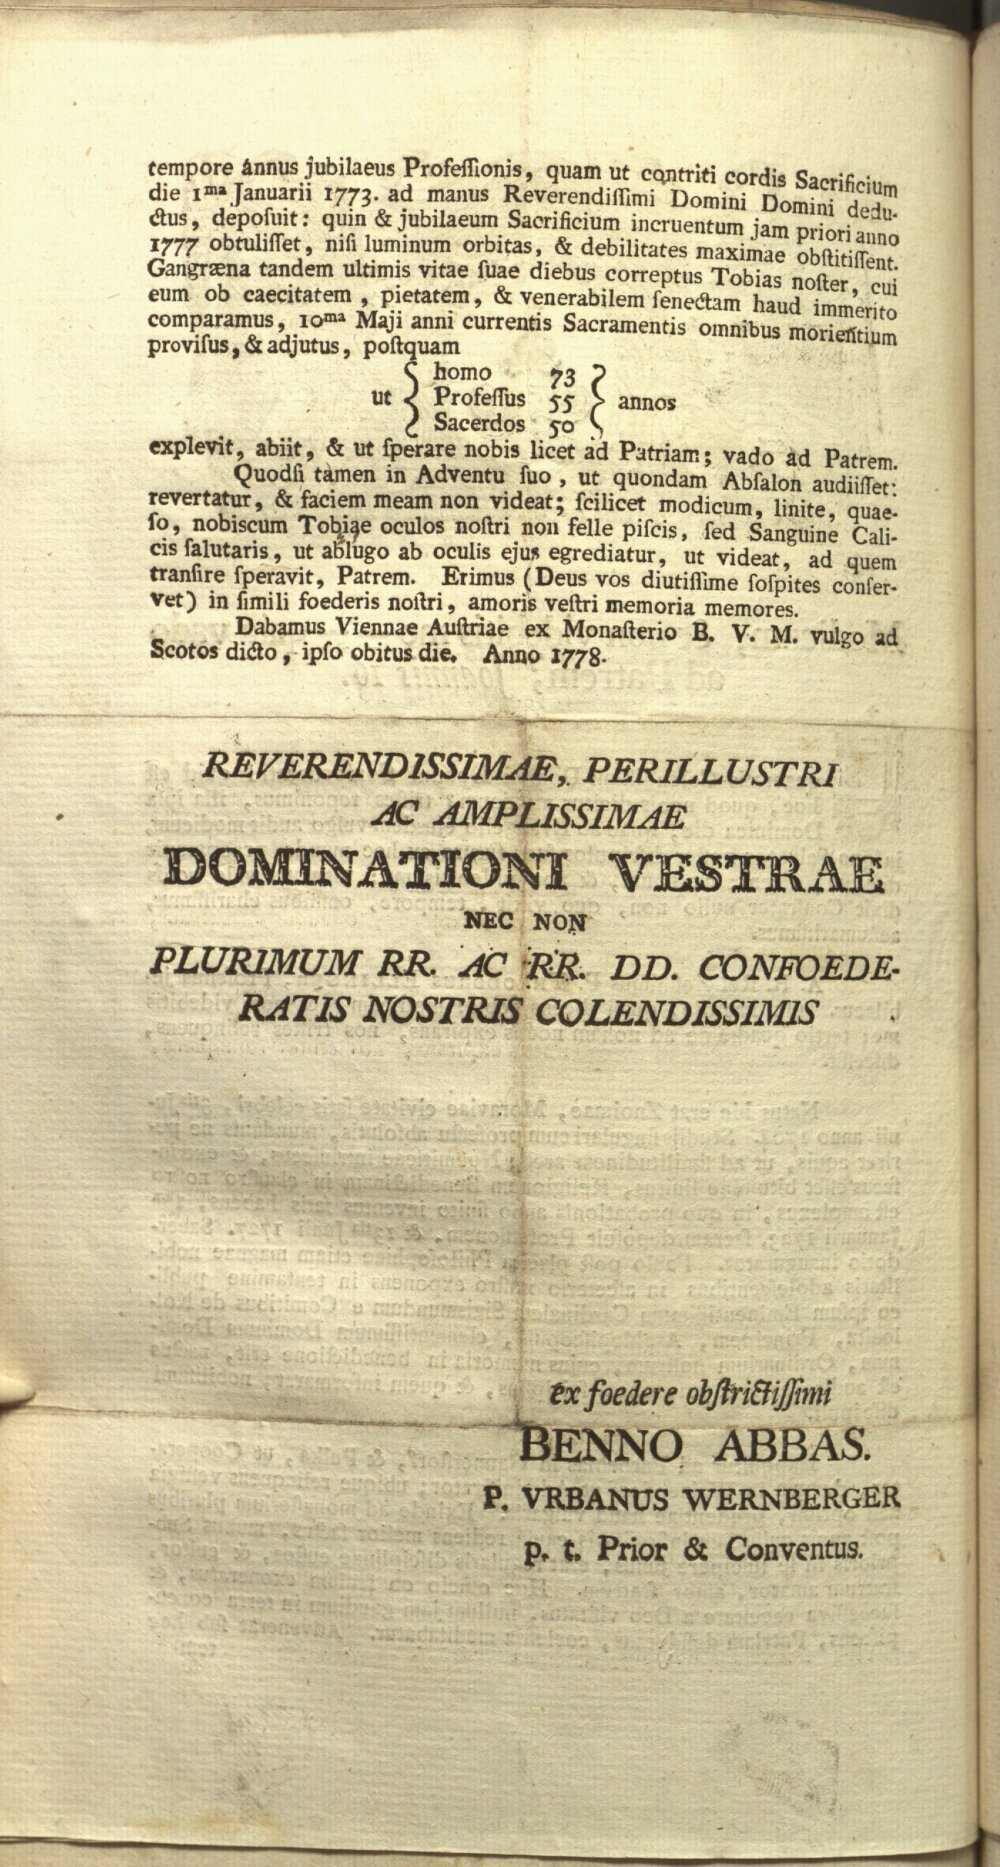 tempore annus jubilaeus Profeſſionis, quam ut contriti cordis Sacrificium
die 1ma Januarii 1773. ad manus Reverendiſſimi Domini Domini dedu-
ctus, depoſuit: quin & jubilaeum Sacrificium incruentum jam priori anno
1777 obtuliſſet, niſi luminum orbitas, & debilitates maximae obſtitiſſent.
Gangræna tandem ultimis vitae ſuae diebus correptus Tobias noſter, cui
eum ob caecitatem, pietatem, & venerabilem ſenectam haud immerito
comparamus, 10ma Maji anni currentis Sacramentis omnibus morientium
proviſus, & adjutus, poſtquam
ut { homo 73 } annos
Profeſſus 55
Sacerdos 50
explevit, abiit, & ut ſperare nobis licet ad Patriam; vado ad Patrem.
Quodſi tamen in Adventu ſuo, ut quondam Abſalon audiiſſet:
revertatur, & faciem meam non videat; ſcilicet modicum, linite, quae-
ſo, nobiscum Tobiae oculos noſtri non felle piſcis, ſed Sanguine Cali-
cis ſalutaris, ut ablugo ab oculis ejus egrediatur, ut videat, ad quem
tranſire ſperavit, Patrem. Erimus (Deus vos diutiſſime ſoſpites conſer-
vet) in ſimili foederis noſtri, amoris veſtri memoria memores.
Dabamus Viennae Auſtriae ex Monaſterio B. V. M. vulgo ad
Scotos dicto, ipſo obitus die. Anno 1778.
REVERENDISSIMAE, PERILLUSTRI
AC AMPLISSIMAE
DOMINATIONI VESTRAE
NEC NON
PLURIMUM RR. AC RR. DD. CONFOEDE-
RATIS NOSTRIS COLENDISSIMIS
ex foedere obſtrictiſſimi
BENNO ABBAS.
P. VRBANUS WERNBERGER
p. t. Prior & Conventus.